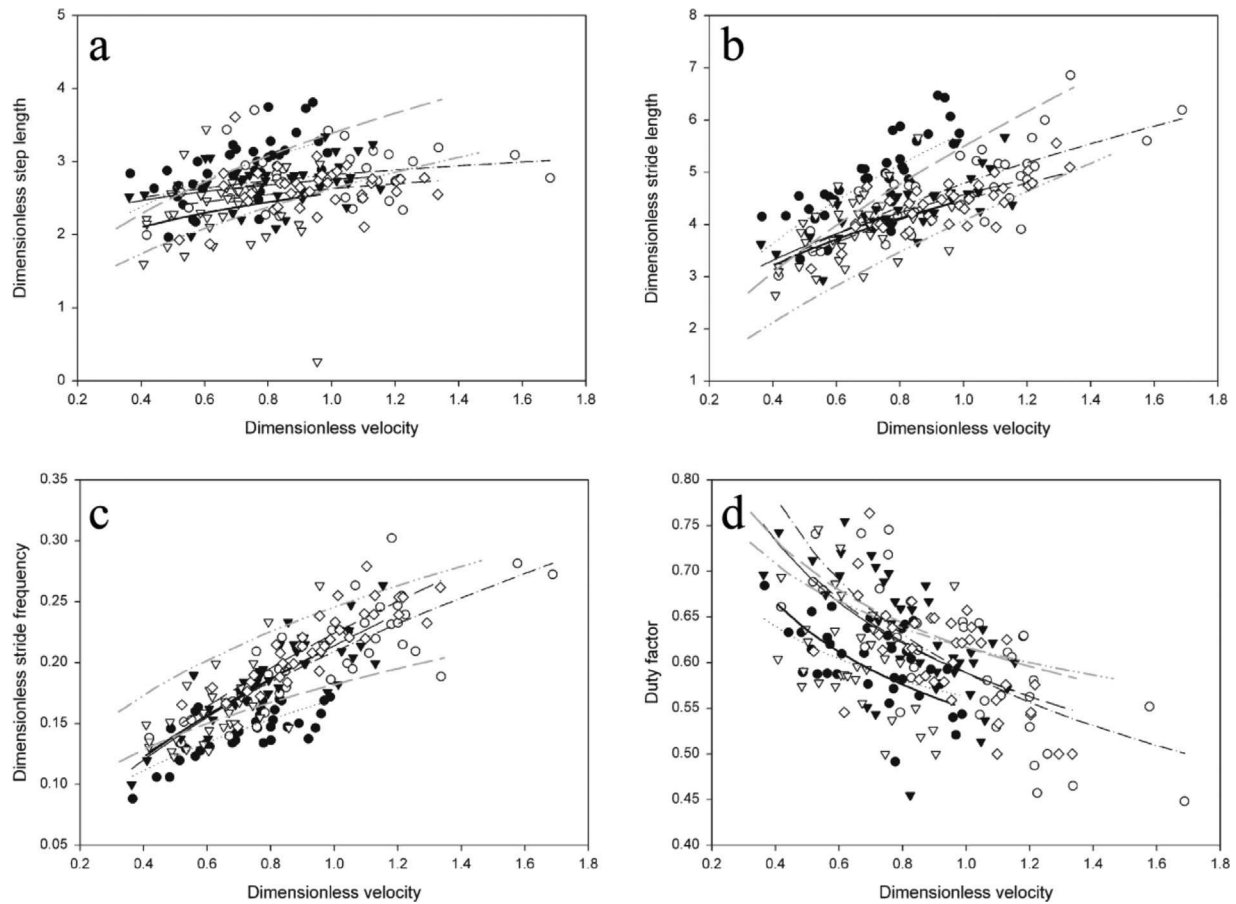 a
5
4
3
2
1
0
Dimensionless step length
0.2 0.4 0.6 0.8 1.0 1.2 1.4 1.6 1.8
Dimensionless velocity
b
8
7
6
5
4
3
2
1
Dimensionless stride length
0.2 0.4 0.6 0.8 1.0 1.2 1.4 1.6 1.8
Dimensionless velocity
c
0.35
0.30
0.25
0.20
0.15
0.10
0.05
Dimensionless stride frequency
0.2 0.4 0.6 0.8 1.0 1.2 1.4 1.6 1.8
Dimensionless velocity
d
0.80
0.75
0.70
0.65
0.60
0.55
0.50
0.45
0.40
Duty factor
0.2 0.4 0.6 0.8 1.0 1.2 1.4 1.6 1.8
Dimensionless velocity